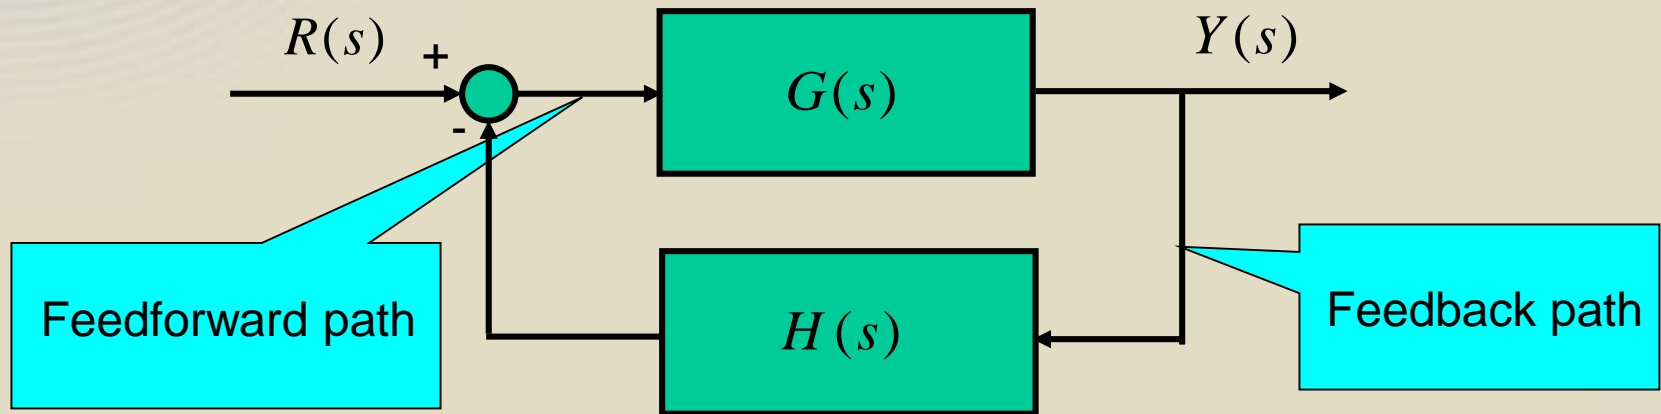 R(s)
+
-
G(s)
Y(s)
Feedforward path
H(s)
Feedback path